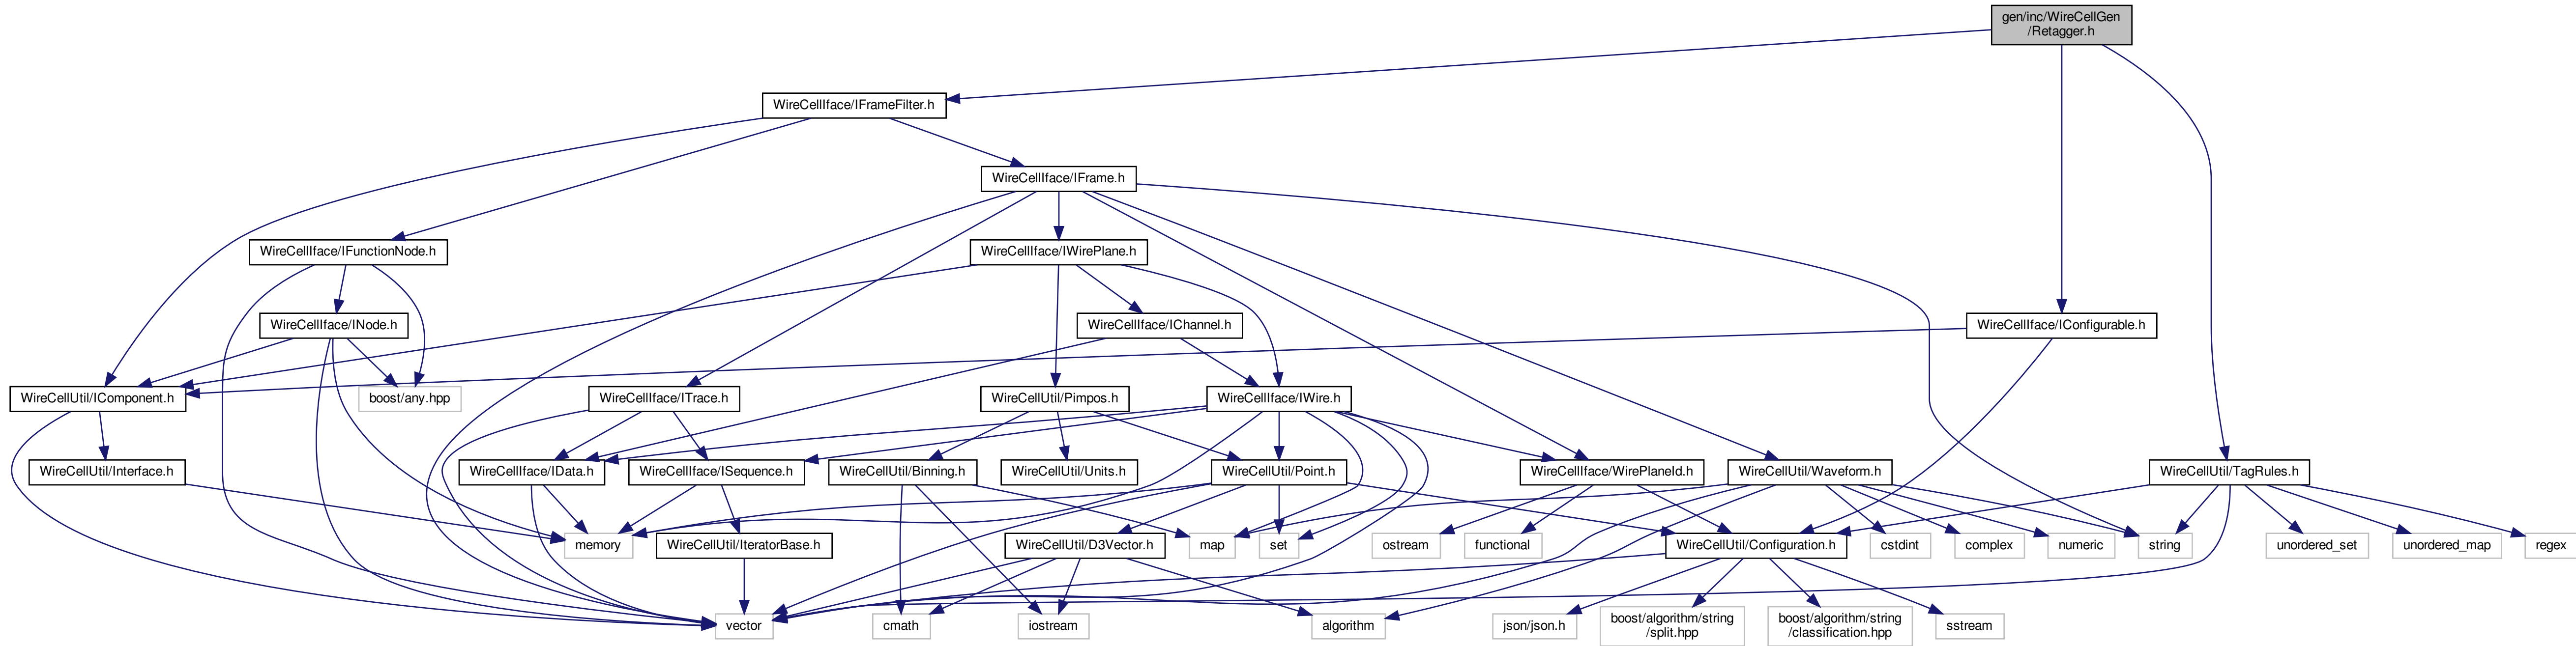 gen/inc/WireCellGen
/Retagger.h
WireCellIface/IFrameFilter.h
WireCellIface/IFrame.h
WireCellIface/IFunctionNode.h
WireCellIface/IWirePlane.h
WireCellIface/INode.h
WireCellIface/IChannel.h
WireCellIface/IConfigurable.h
WireCellUtil/IComponent.h
boost/any.hpp
WireCellIface/ITrace.h
WireCellUtil/Pimpos.h
WireCellIface/IWire.h
WireCellUtil/Interface.h
WireCellIface/IData.h
WireCellIface/ISequence.h
WireCellUtil/Binning.h
WireCellUtil/Units.h
WireCellUtil/Point.h
WireCellIface/WirePlaneId.h
WireCellUtil/Waveform.h
WireCellUtil/TagRules.h
memory
WireCellUtil/IteratorBase.h
WireCellUtil/D3Vector.h
map
set
ostream
functional
WireCellUtil/Configuration.h
cstdint
complex
numeric
string
unordered_set
unordered_map
regex
vector
cmath
iostream
algorithm
json/json.h
boost/algorithm/string
/split.hpp
boost/algorithm/string
/classification.hpp
sstream